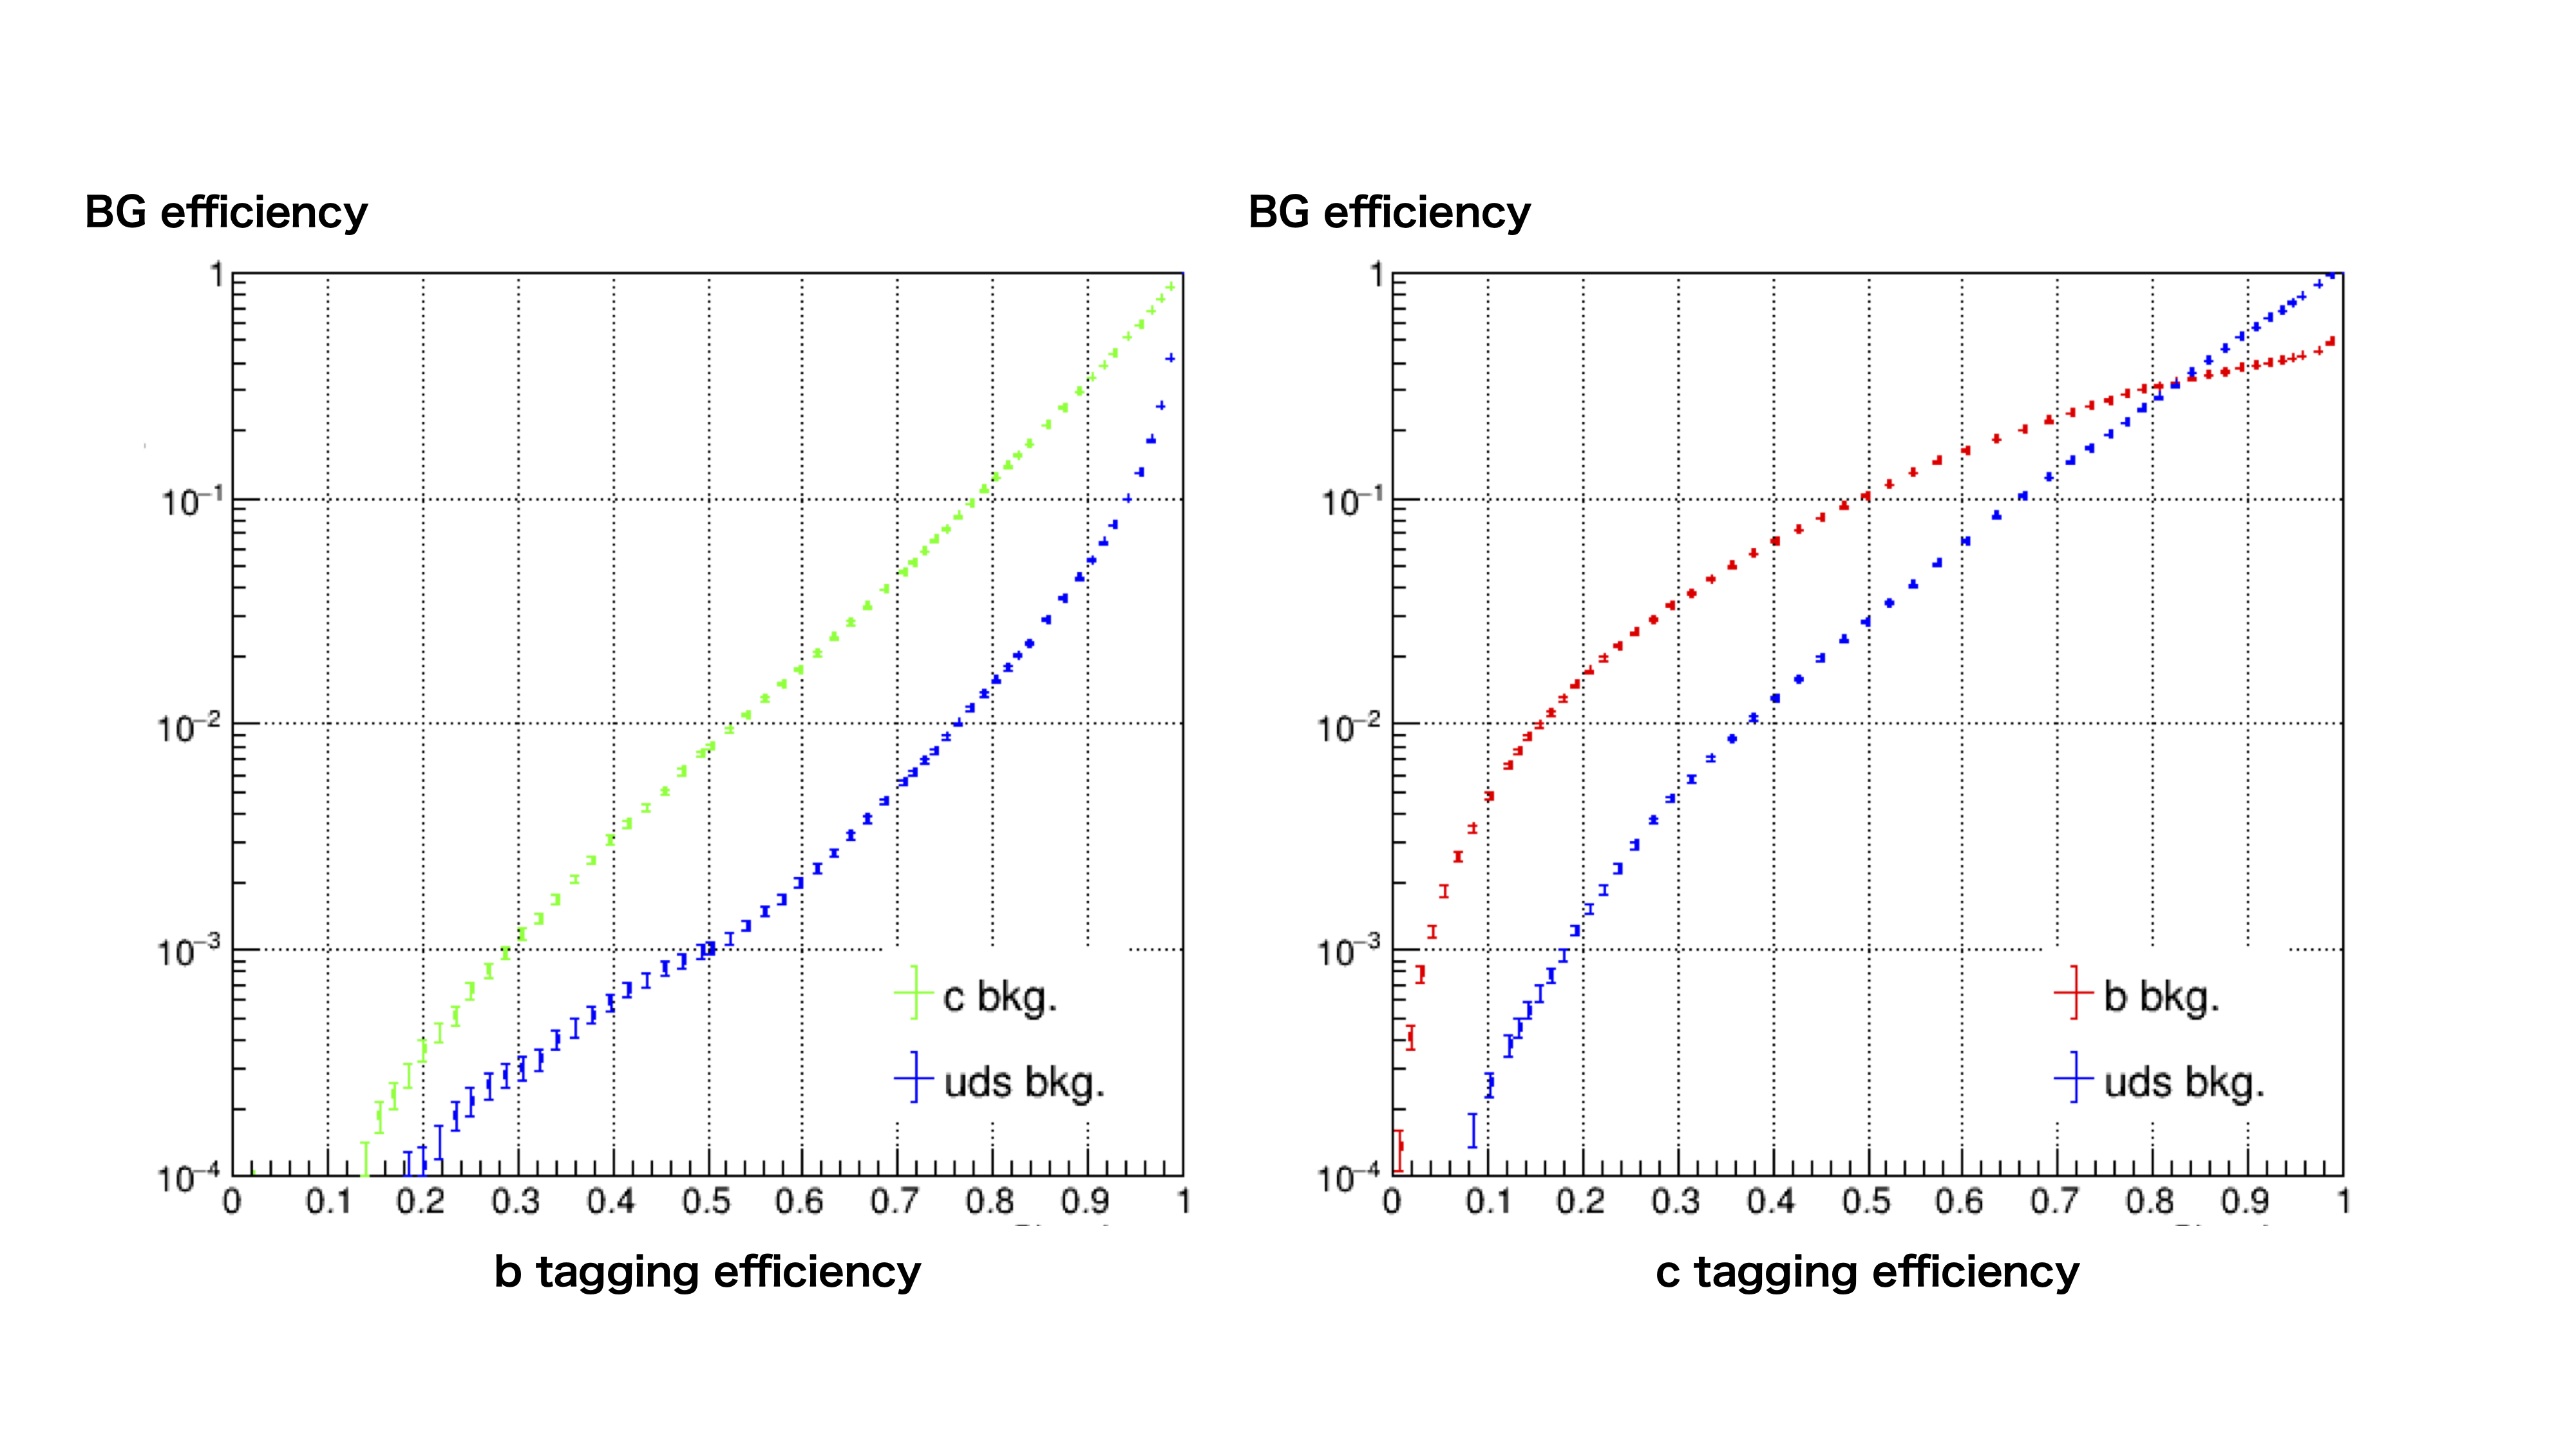 BG efficiency
1
10⁻¹
10⁻²
10⁻³
10⁻⁴
0 0.1 0.2 0.3 0.4 0.5 0.6 0.7 0.8 0.9 1
c bkg.
uds bkg.
b tagging efficiency
BG efficiency
1
10⁻¹
10⁻²
10⁻³
10⁻⁴
0 0.1 0.2 0.3 0.4 0.5 0.6 0.7 0.8 0.9 1
b bkg.
uds bkg.
c tagging efficiency